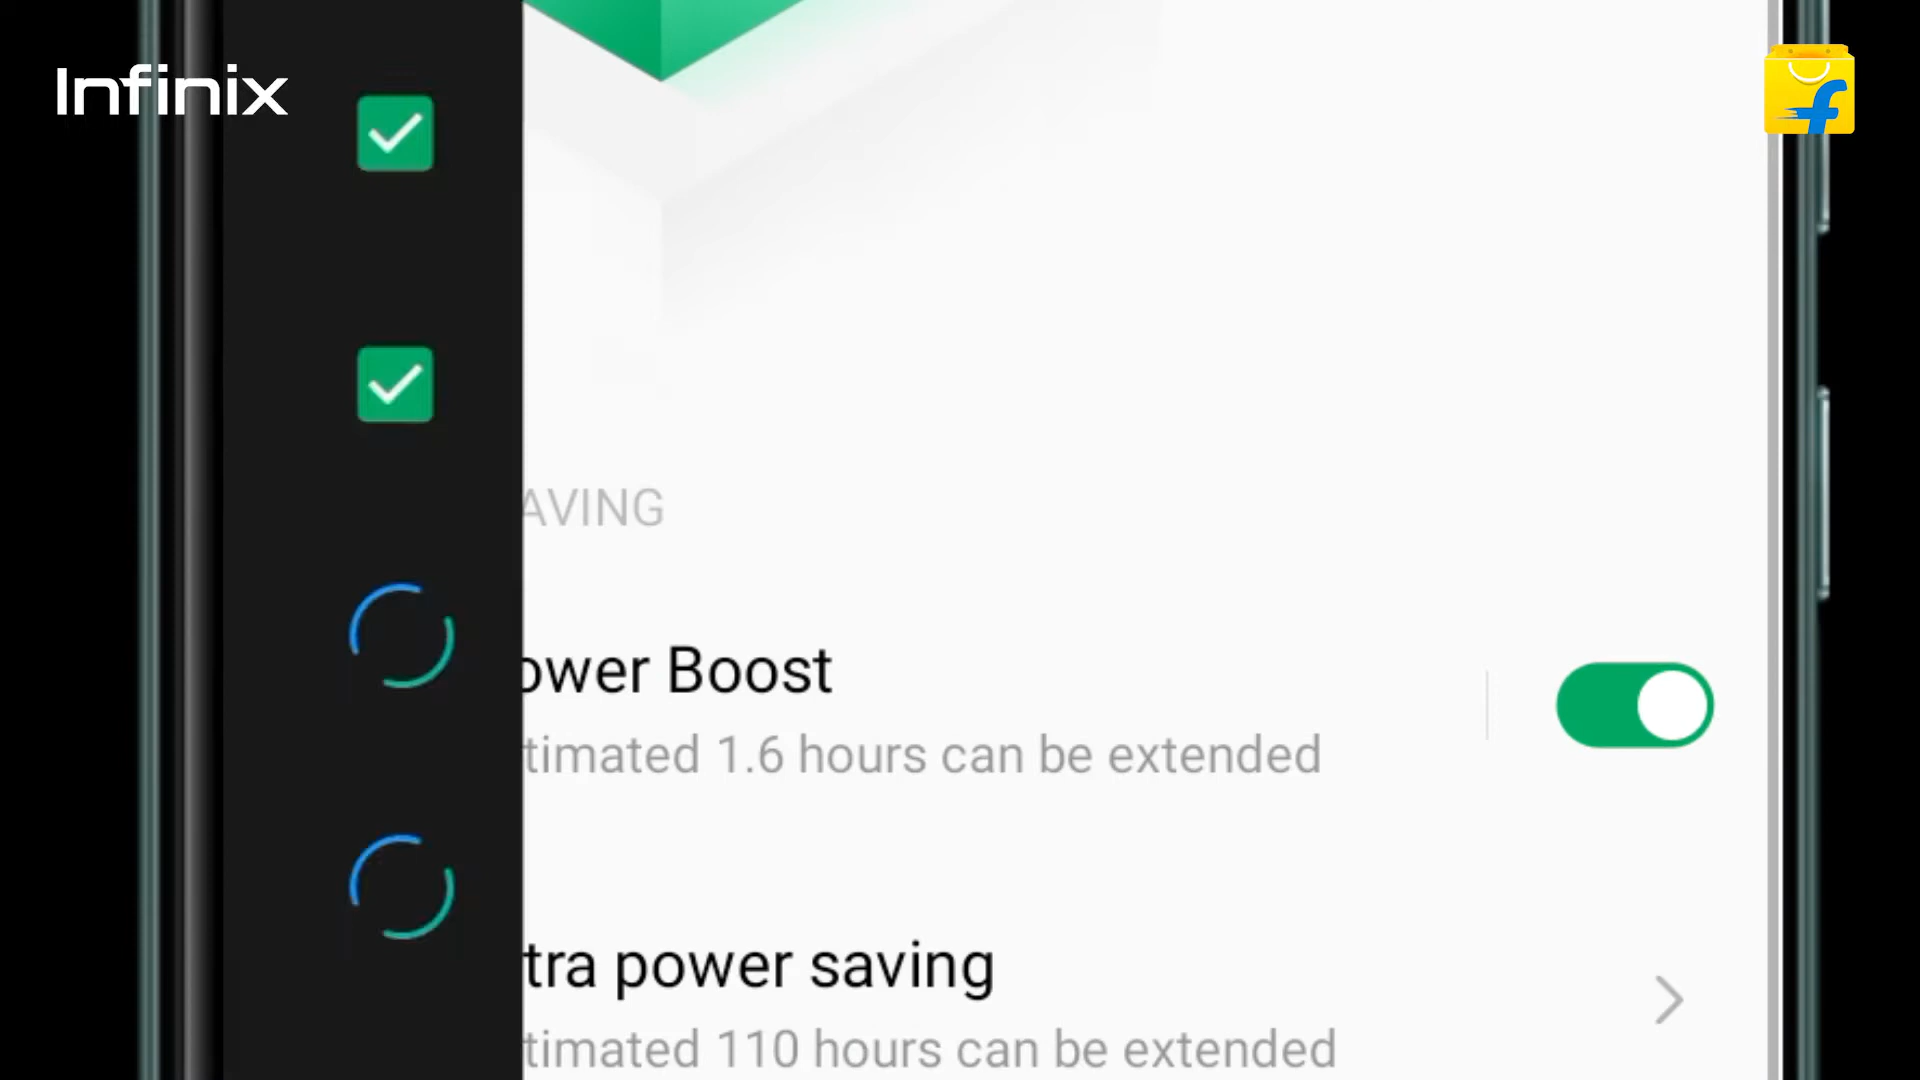 Infinix
f
AVING
ower Boost
timated 1.6 hours can be extended
tra power saving
timated 110 hours can be extended